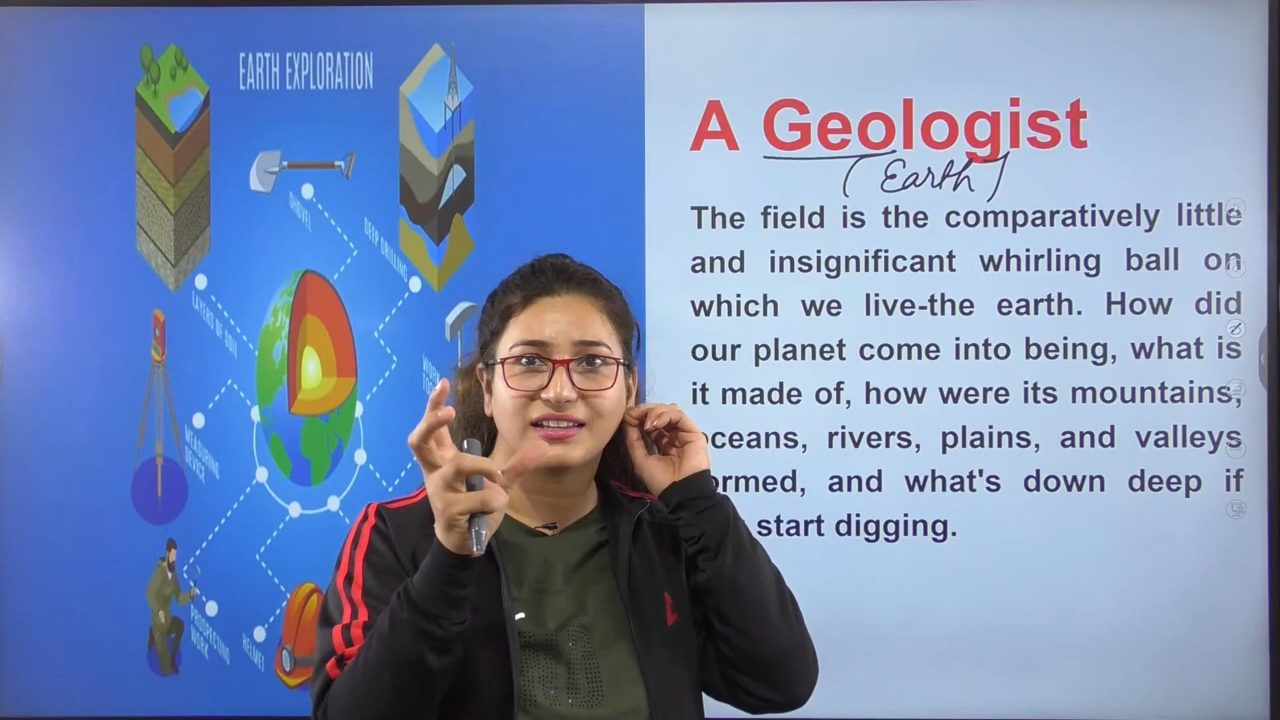 EARTH EXPLORATION
SHOVEL
DEEP DRILLING
LAYERS OF SOIL
MEASURING
DEVICE
PROSPECTING
WORK
HELMET
A Geologist
(Earth)
The field is the comparatively little
and insignificant whirling ball on
which we live-the earth. How did
our planet come into being, what is
it made of, how were its mountains,
oceans, rivers, plains, and valleys
formed, and what's down deep if
start digging.